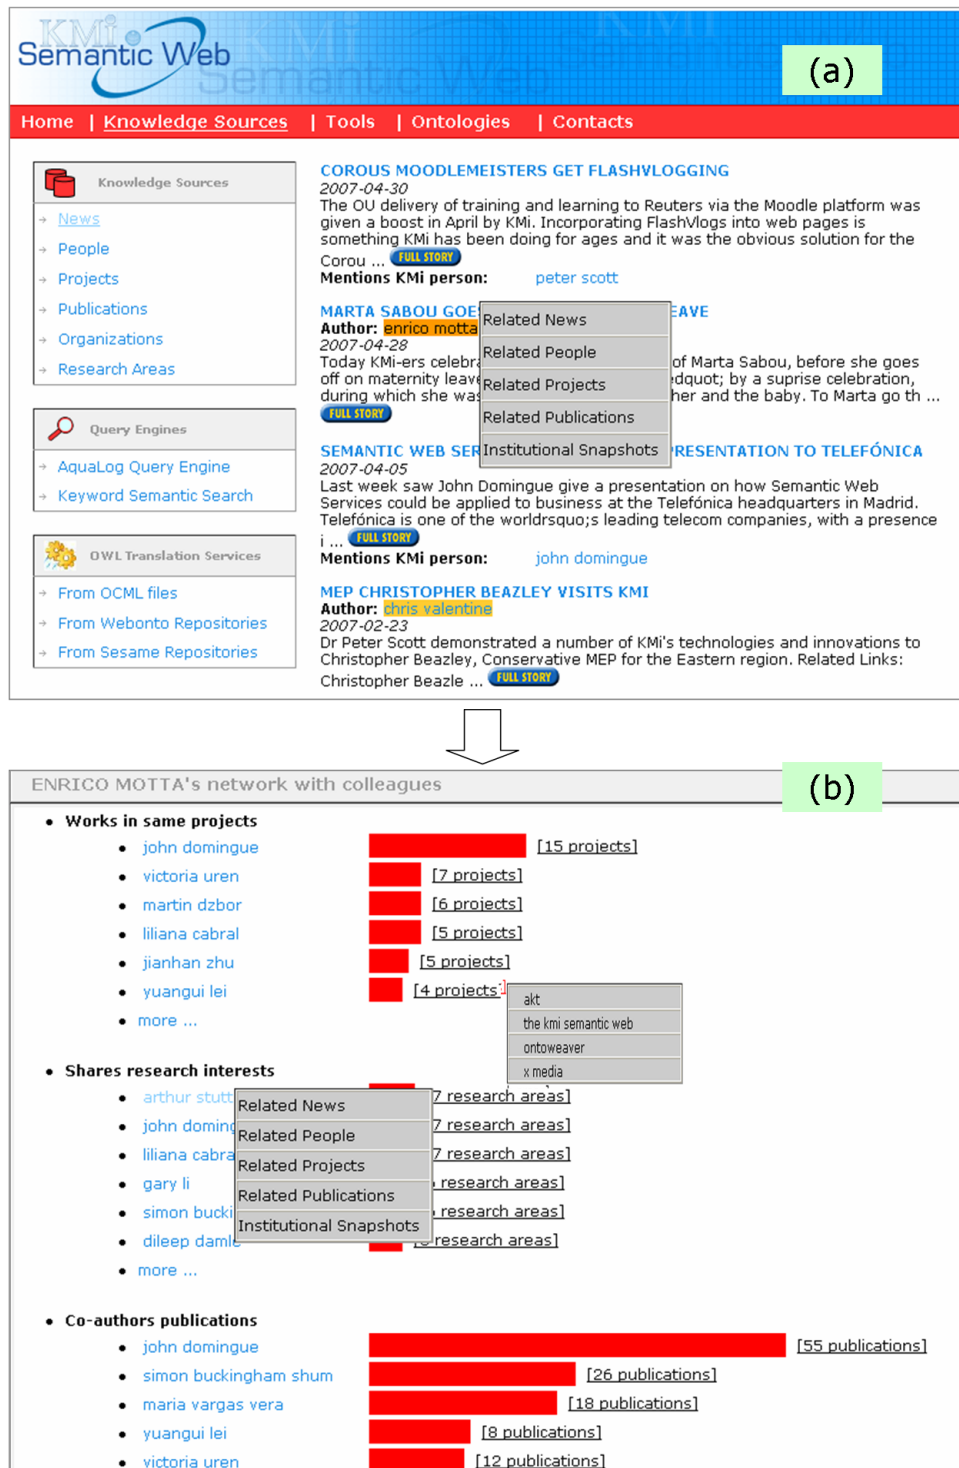 KMi
Semantic Web
(a)
Home | Knowledge Sources | Tools | Ontologies | Contacts
Knowledge Sources
News
People
Projects
Publications
Organizations
Research Areas
Query Engines
AquaLog Query Engine
Keyword Semantic Search
OWL Translation Services
From OCML files
From Webonto Repositories
From Sesame Repositories
COROUS MOODLEMEISTERS GET FLASHVLOGGING
2007-04-30
The OU delivery of training and learning to Reuters via the Moodle platform was
given a boost in April by KMi. Incorporating FlashVlogs into web pages is
something KMi has been doing for ages and it was the obvious solution for the
Corou ... FULL STORY
Mentions KMi person: peter scott
MARTA SABOU GOES EAVE
Author: enrico motta
2007-04-28
Today KMi-ers celebra of Marta Sabou, before she goes
off on maternity leave edquot; by a suprise celebration,
during which she was her and the baby. To Marta go th ...
FULL STORY
Related News
Related People
Related Projects
Related Publications
Institutional Snapshots
SEMANTIC WEB SER PRESENTATION TO TELEFÓNICA
2007-04-05
Last week saw John Domingue give a presentation on how Semantic Web
Services could be applied to business at the Telefónica headquarters in Madrid.
Telefónica is one of the worldrsquo;s leading telecom companies, with a presence
i ... FULL STORY
Mentions KMi person: john domingue
MEP CHRISTOPHER BEAZLEY VISITS KMI
Author: chris valentine
2007-02-23
Dr Peter Scott demonstrated a number of KMi's technologies and innovations to
Christopher Beazley, Conservative MEP for the Eastern region. Related Links:
Christopher Beazle ... FULL STORY
ENRICO MOTTA's network with colleagues
(b)
Works in same projects
john domingue [15 projects]
victoria uren [7 projects]
martin dzbor [6 projects]
liliana cabral [5 projects]
jianhan zhu [5 projects]
yuangui lei [4 projects]
more ...
akt
the kmi semantic web
ontoweaver
x media
Shares research interests
arthur stutt 7 research areas]
john doming 7 research areas]
liliana cabra 7 research areas]
gary li research areas]
simon bucki research areas]
dileep damle research areas]
more ...
Related News
Related People
Related Projects
Related Publications
Institutional Snapshots
Co-authors publications
john domingue [55 publications]
simon buckingham shum [26 publications]
maria vargas vera [18 publications]
yuangui lei [8 publications]
victoria uren [12 publications]